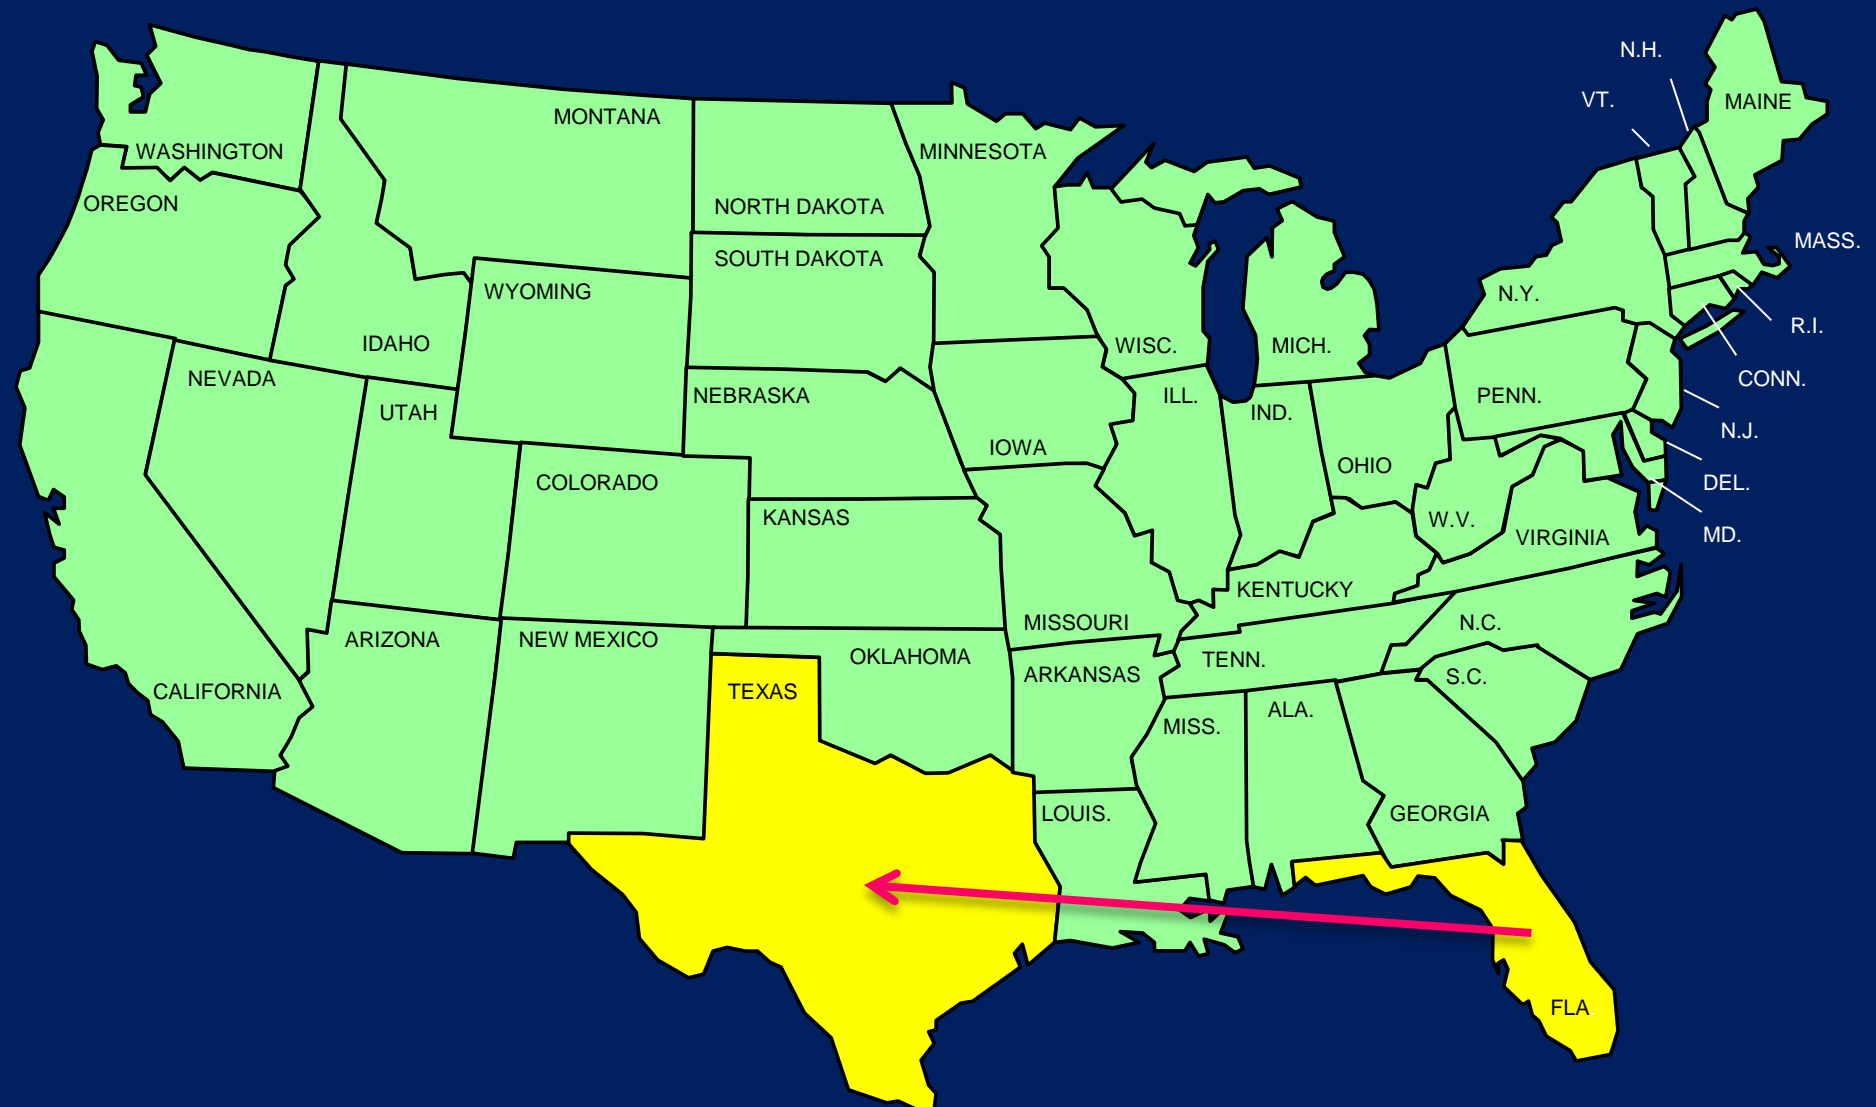 N.H.
VT.
MAINE
MONTANA
WASHINGTON
MINNESOTA
OREGON
NORTH DAKOTA
MASS.
SOUTH DAKOTA
WYOMING
N.Y.
R.I.
IDAHO
WISC.
MICH.
NEVADA
CONN.
UTAH
NEBRASKA
ILL.
IND.
PENN.
N.J.
IOWA
OHIO
COLORADO
DEL.
KANSAS
W.V.
VIRGINIA
MD.
KENTUCKY
MISSOURI
N.C.
ARIZONA
NEW MEXICO
OKLAHOMA
TENN.
ARKANSAS
S.C.
CALIFORNIA
TEXAS
ALA.
MISS.
LOUIS.
GEORGIA
FLA